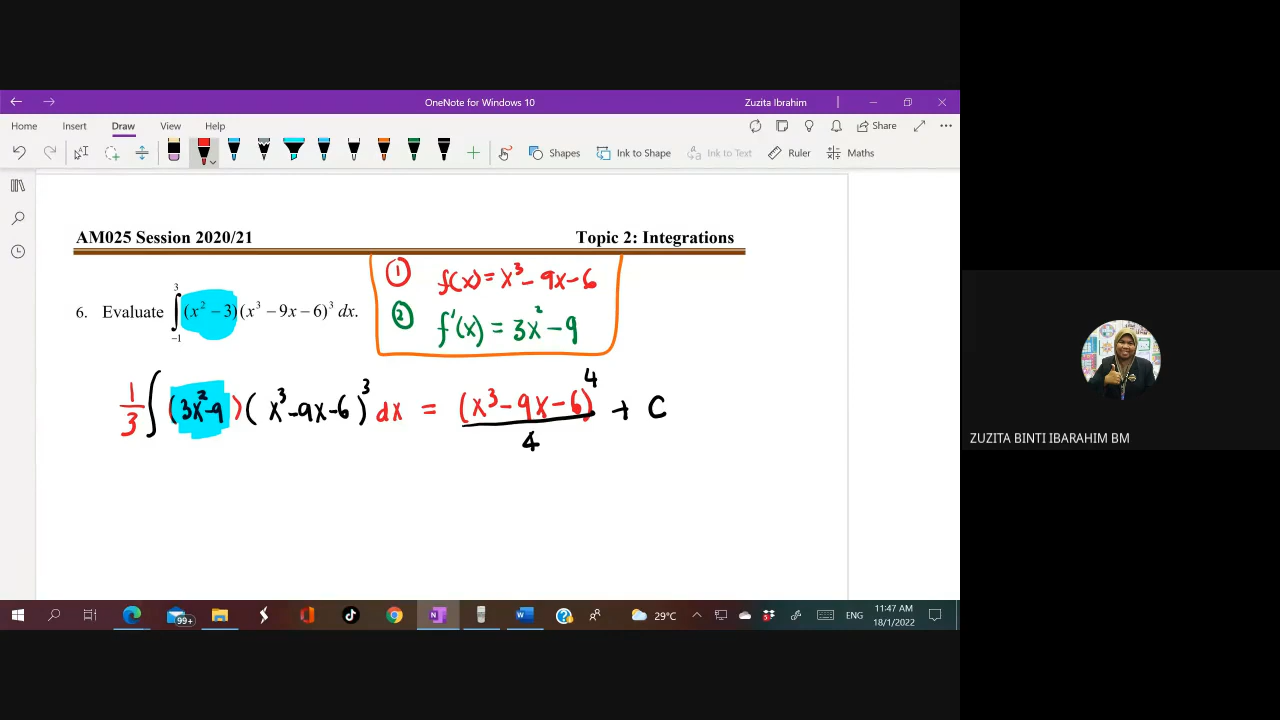 OneNote for Windows 10
Zuzita Ibrahim
Home Insert Draw View Help
Share
Shapes Ink to Shape Ink to Text Ruler Maths
AM025 Session 2020/21 Topic 2: Integrations
① f(x) = x³ - 9x - 6
6. Evaluate ∫₋₁³ (x² − 3)(x³ − 9x − 6)³ dx.
② f'(x) = 3x² - 9
1/3 ∫ (3x² - 9)(x³ - 9x - 6)³ dx = (x³ - 9x - 6)⁴/4 + C
ZUZITA BINTI IBARAHIM BM
99+
29°C
ENG
11:47 AM
18/1/2022